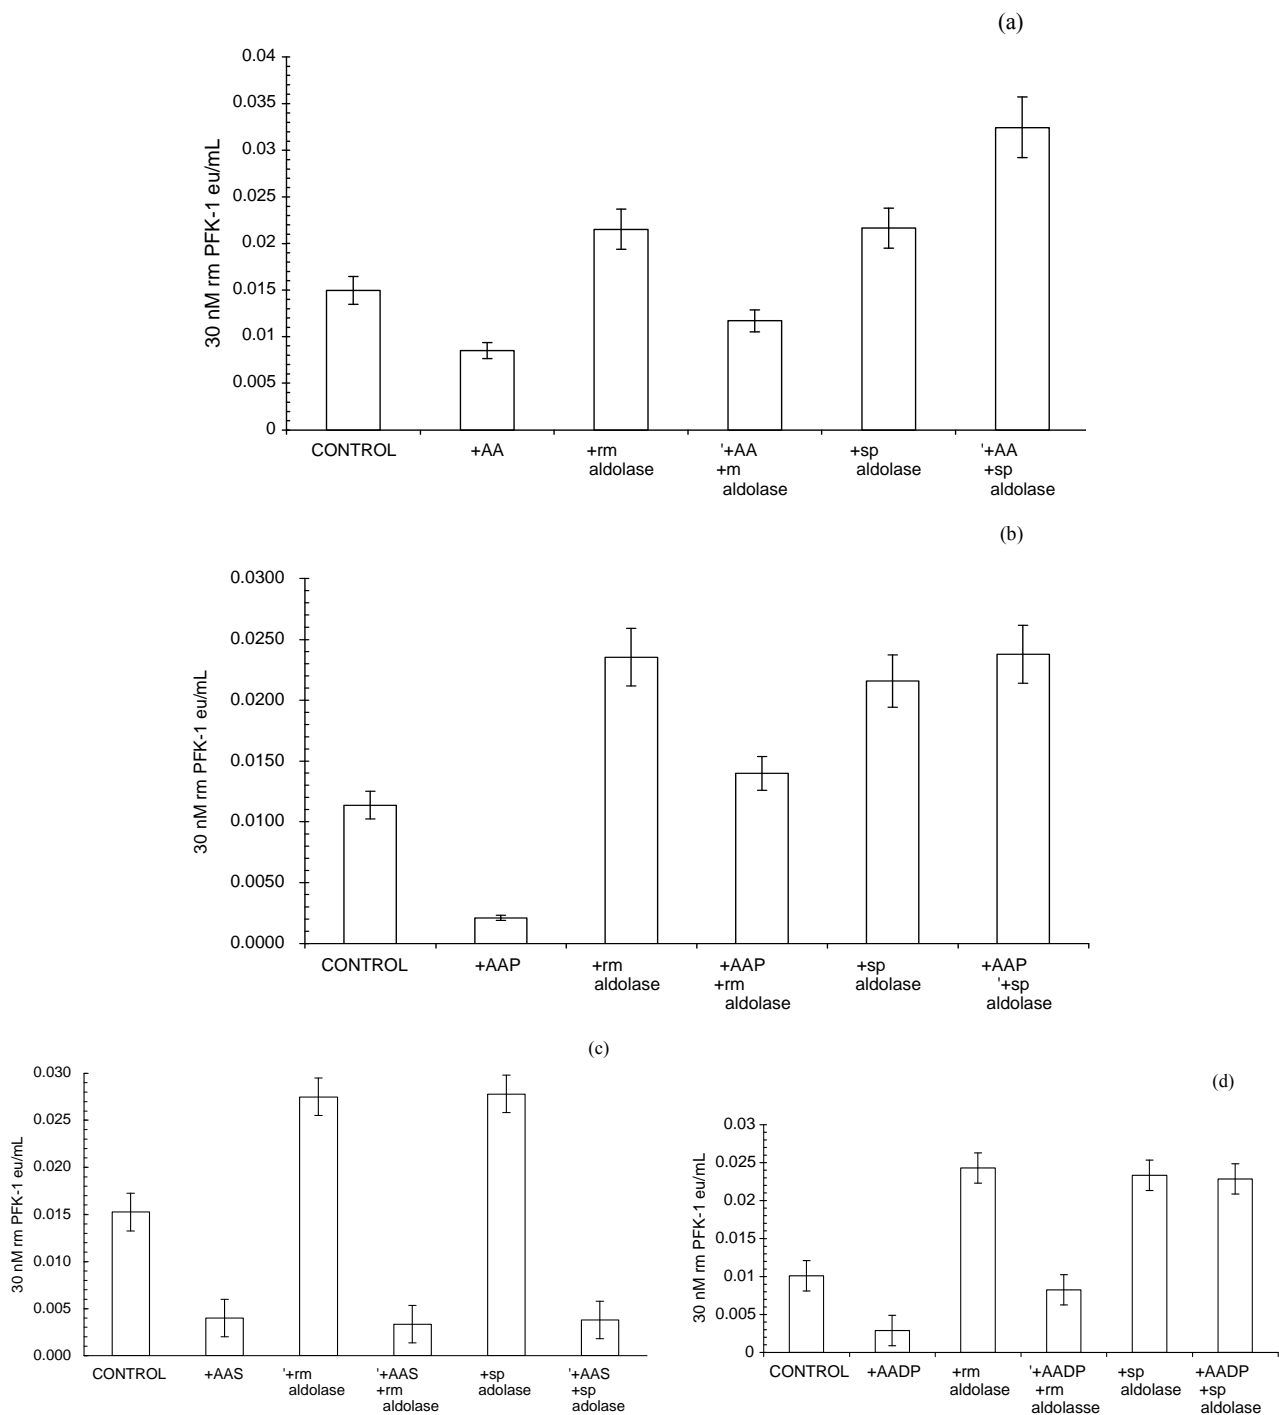 (a)
0.04
0.035
0.03
0.025
0.02
0.015
0.01
0.005
0
30 nM rm PFK-1 eu/mL
CONTROL
+AA
+rm
aldolase
'+AA
+m
aldolase
+sp
aldolase
'+AA
+sp
aldolase
(b)
0.0300
0.0250
0.0200
0.0150
0.0100
0.0050
0.0000
30 nM rm PFK-1 eu/mL
CONTROL
+AAP
+rm
aldolase
+AAP
+rm
aldolase
+sp
aldolase
+AAP
'+sp
aldolase
(c)
0.030
0.025
0.020
0.015
0.010
0.005
0.000
30 nM rm PFK-1 eu/mL
CONTROL
+AAS
'+rm
aldolase
'+AAS
+rm
aldolase
+sp
adolase
'+AAS
+sp
adolase
(d)
0.03
0.025
0.02
0.015
0.01
0.005
0
30 nM rm PFK-1 eu/mL
CONTROL
+AADP
+rm
aldolase
'+AADP
+rm
aldolasse
+sp
aldolase
+AADP
+sp
aldolase